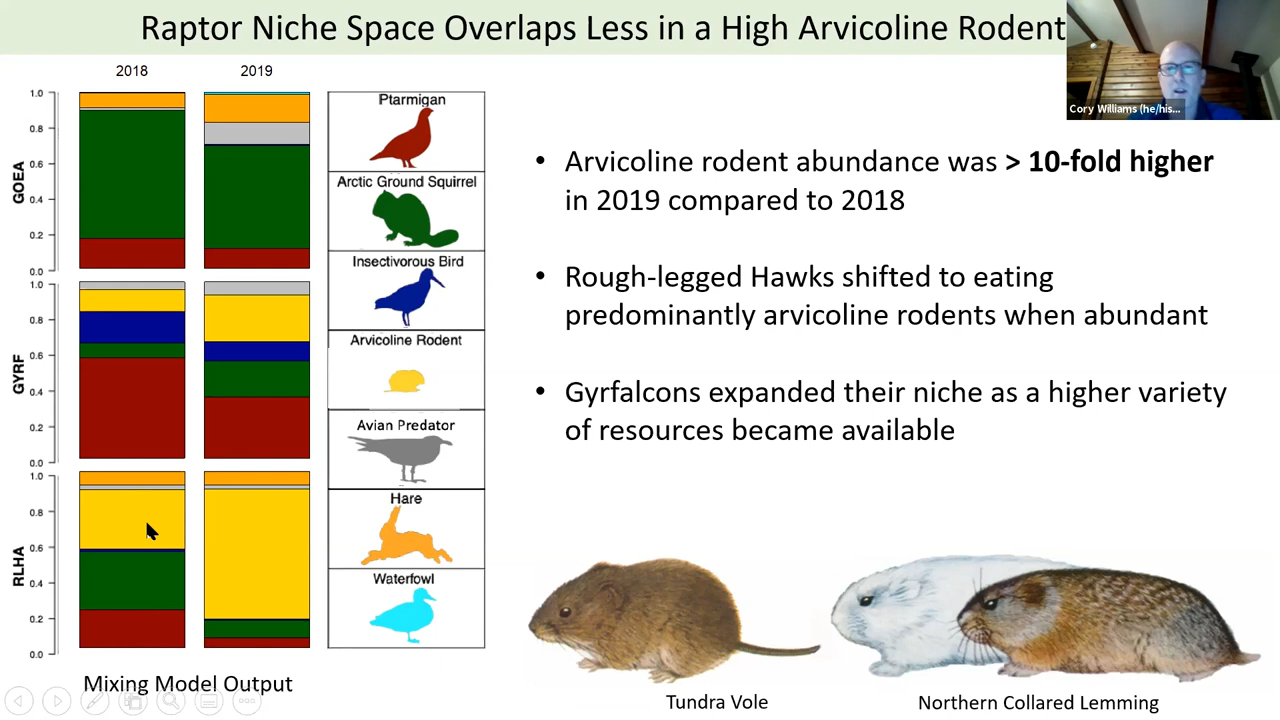 Raptor Niche Space Overlaps Less in a High Arvicoline Rodent
Cory Williams (he/his...
2018
2019
GOEA
1.0
0.8
0.6
0.4
0.2
0.0
GYRF
1.0
0.8
0.6
0.4
0.2
0.0
RLHA
1.0
0.8
0.6
0.4
0.2
0.0
Mixing Model Output
Ptarmigan
Arctic Ground Squirrel
Insectivorous Bird
Arvicoline Rodent
Avian Predator
Hare
Waterfowl
• Arvicoline rodent abundance was > 10-fold higher
in 2019 compared to 2018
• Rough-legged Hawks shifted to eating
predominantly arvicoline rodents when abundant
• Gyrfalcons expanded their niche as a higher variety
of resources became available
Tundra Vole
Northern Collared Lemming